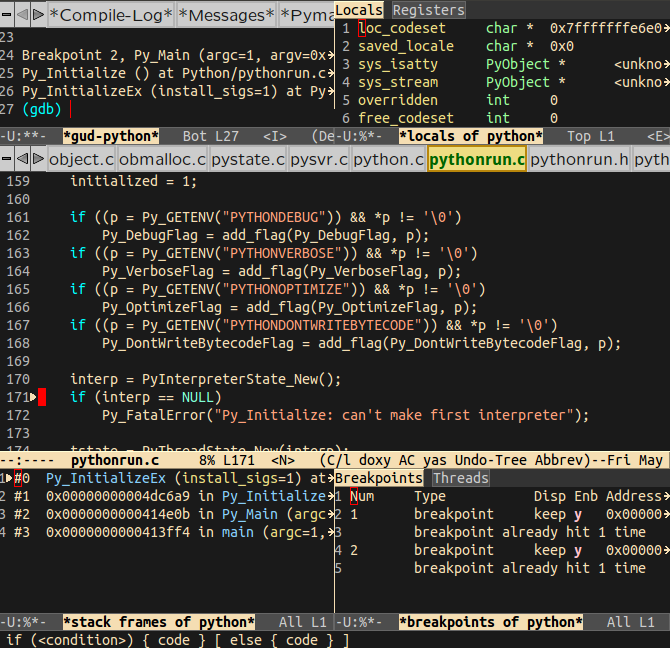 *Compile-Log* *Messages* *Pyma
23
24 Breakpoint 2, Py_Main (argc=1, argv=0x
25 Py_Initialize () at Python/pythonrun.c
26 Py_InitializeEx (install_sigs=1) at Py
27 (gdb)
-U:**- *gud-python* Bot L27 <I> (De
Locals Registers
1 loc_codeset char * 0x7fffffffe6e0
2 saved_locale char * 0x0
3 sys_isatty PyObject * <unkno
4 sys_stream PyObject * <unkno
5 overridden int 0
6 free_codeset int 0
-U:%*- *locals of python* Top L1 <E>
object.c obmalloc.c pystate.c pysvr.c python.c pythonrun.c pythonrun.h pyth
159 initialized = 1;
160
161 if ((p = Py_GETENV("PYTHONDEBUG")) && *p != '\0')
162 Py_DebugFlag = add_flag(Py_DebugFlag, p);
163 if ((p = Py_GETENV("PYTHONVERBOSE")) && *p != '\0')
164 Py_VerboseFlag = add_flag(Py_VerboseFlag, p);
165 if ((p = Py_GETENV("PYTHONOPTIMIZE")) && *p != '\0')
166 Py_OptimizeFlag = add_flag(Py_OptimizeFlag, p);
167 if ((p = Py_GETENV("PYTHONDONTWRITEBYTECODE")) && *p != '\0')
168 Py_DontWriteBytecodeFlag = add_flag(Py_DontWriteBytecodeFlag, p);
169
170 interp = PyInterpreterState_New();
171 if (interp == NULL)
172 Py_FatalError("Py_Initialize: can't make first interpreter");
173
174 tstate = PyThreadState_New(interp);
--:---- pythonrun.c 8% L171 <N> (C/l doxy AC yas Undo-Tree Abbrev)--Fri May
1 #0 Py_InitializeEx (install_sigs=1) at
2 #1 0x00000000004dc6a9 in Py_Initialize
3 #2 0x0000000000414e0b in Py_Main (argc
4 #3 0x0000000000413ff4 in main (argc=1,
-U:%*- *stack frames of python* All L1
Breakpoints Threads
1 Num Type Disp Enb Address
2 1 breakpoint keep y 0x00000
3 breakpoint already hit 1 time
4 2 breakpoint keep y 0x00000
5 breakpoint already hit 1 time
-U:%*- *breakpoints of python* All L1
if (<condition>) { code } [ else { code } ]